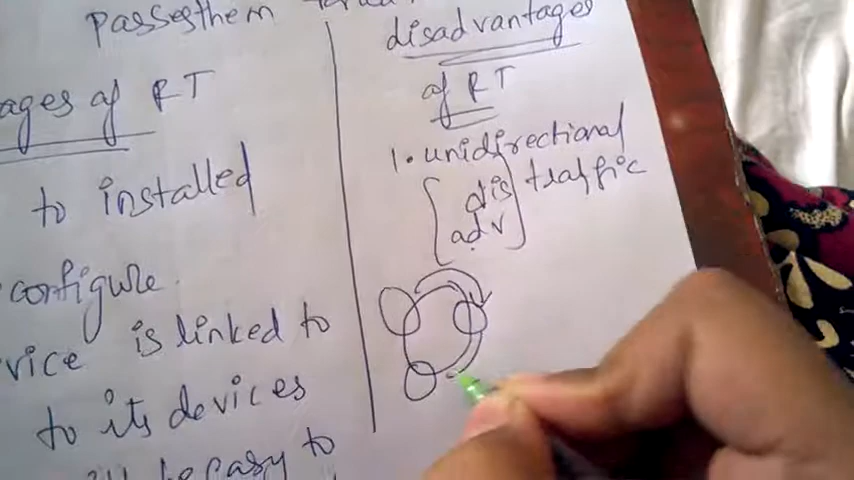 Passesthem
ages of RT
to installed
configure
vice is linked to
to its devices
be easy to
disadvantages
of RT
1. unidirectional
traffic
[dis
adv]